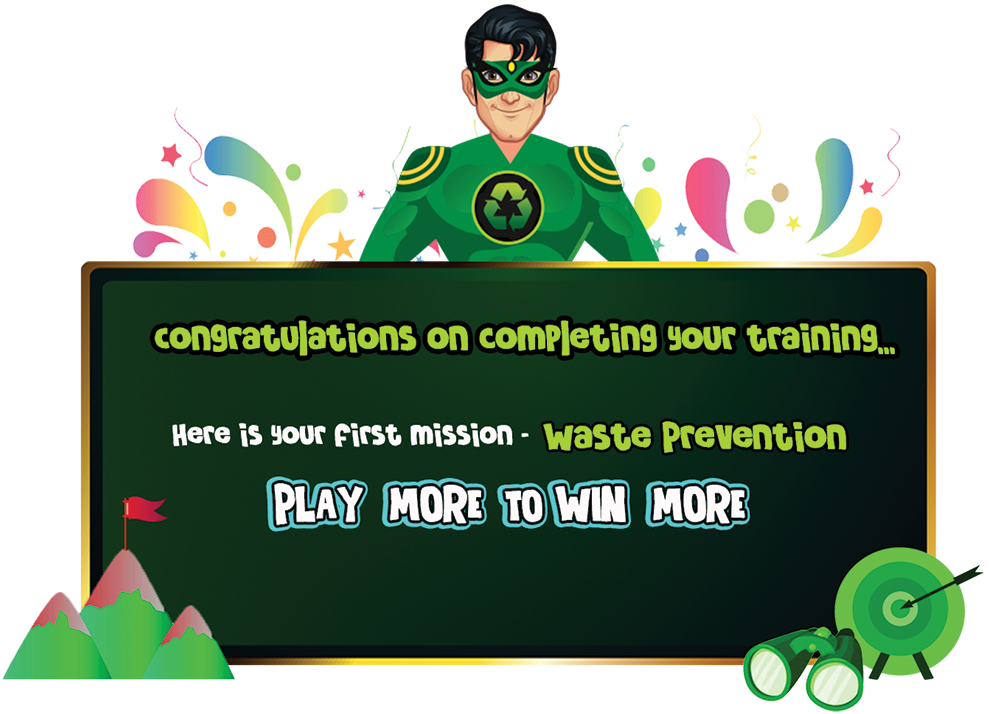 congratulations on completing your training...
Here is your first mission - Waste Prevention
PLAY MORE TO WIN MORE